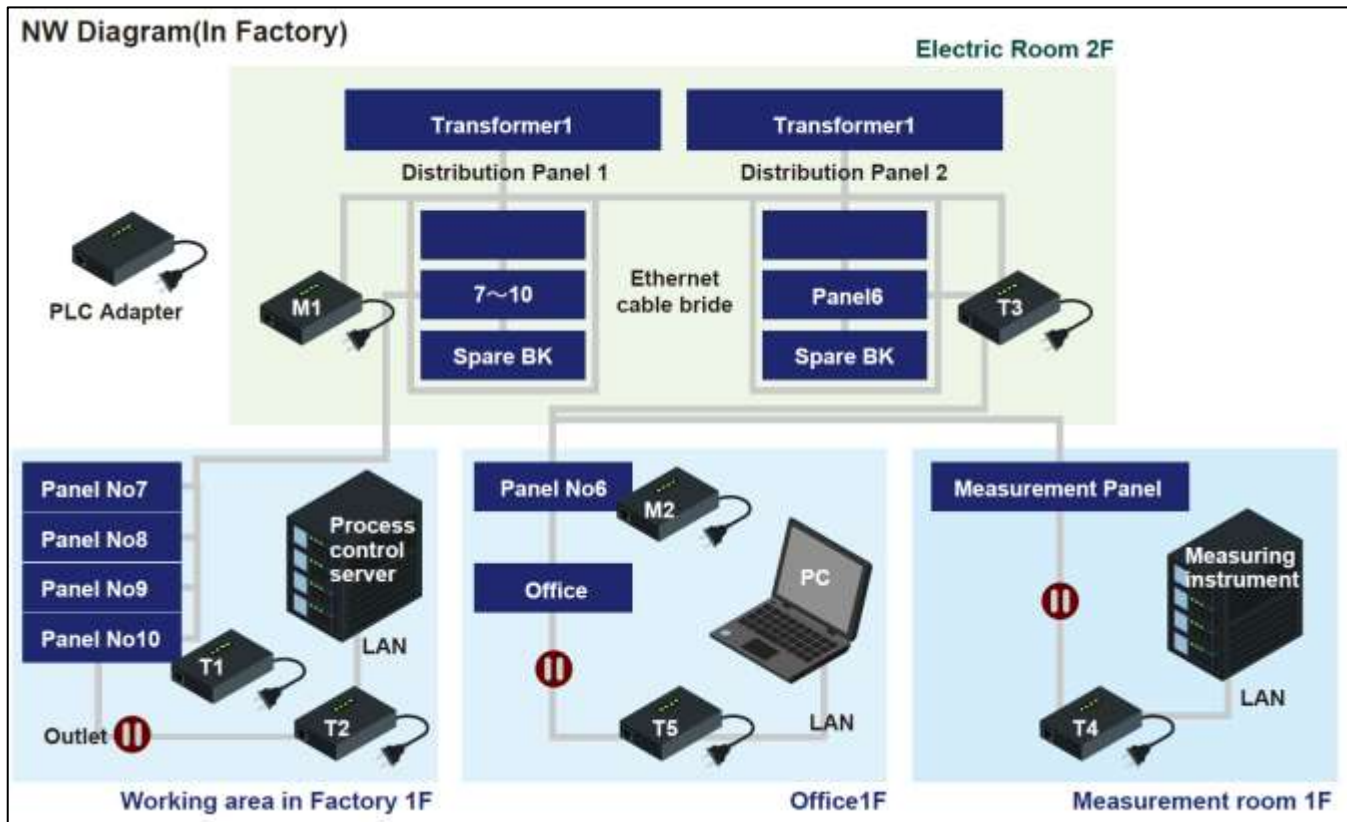 NW Diagram(In Factory)
Electric Room 2F
Transformer1
Transformer1
Distribution Panel 1
Distribution Panel 2
PLC Adapter
M1
7～10
Spare BK
Ethernet
cable bride
Panel6
Spare BK
T3
Panel No7
Panel No8
Panel No9
Panel No10
Process
control
server
LAN
T1
T2
Outlet
Working area in Factory 1F
Panel No6
M2
Office
PC
T5
LAN
Office1F
Measurement Panel
Measuring
instrument
LAN
T4
Measurement room 1F